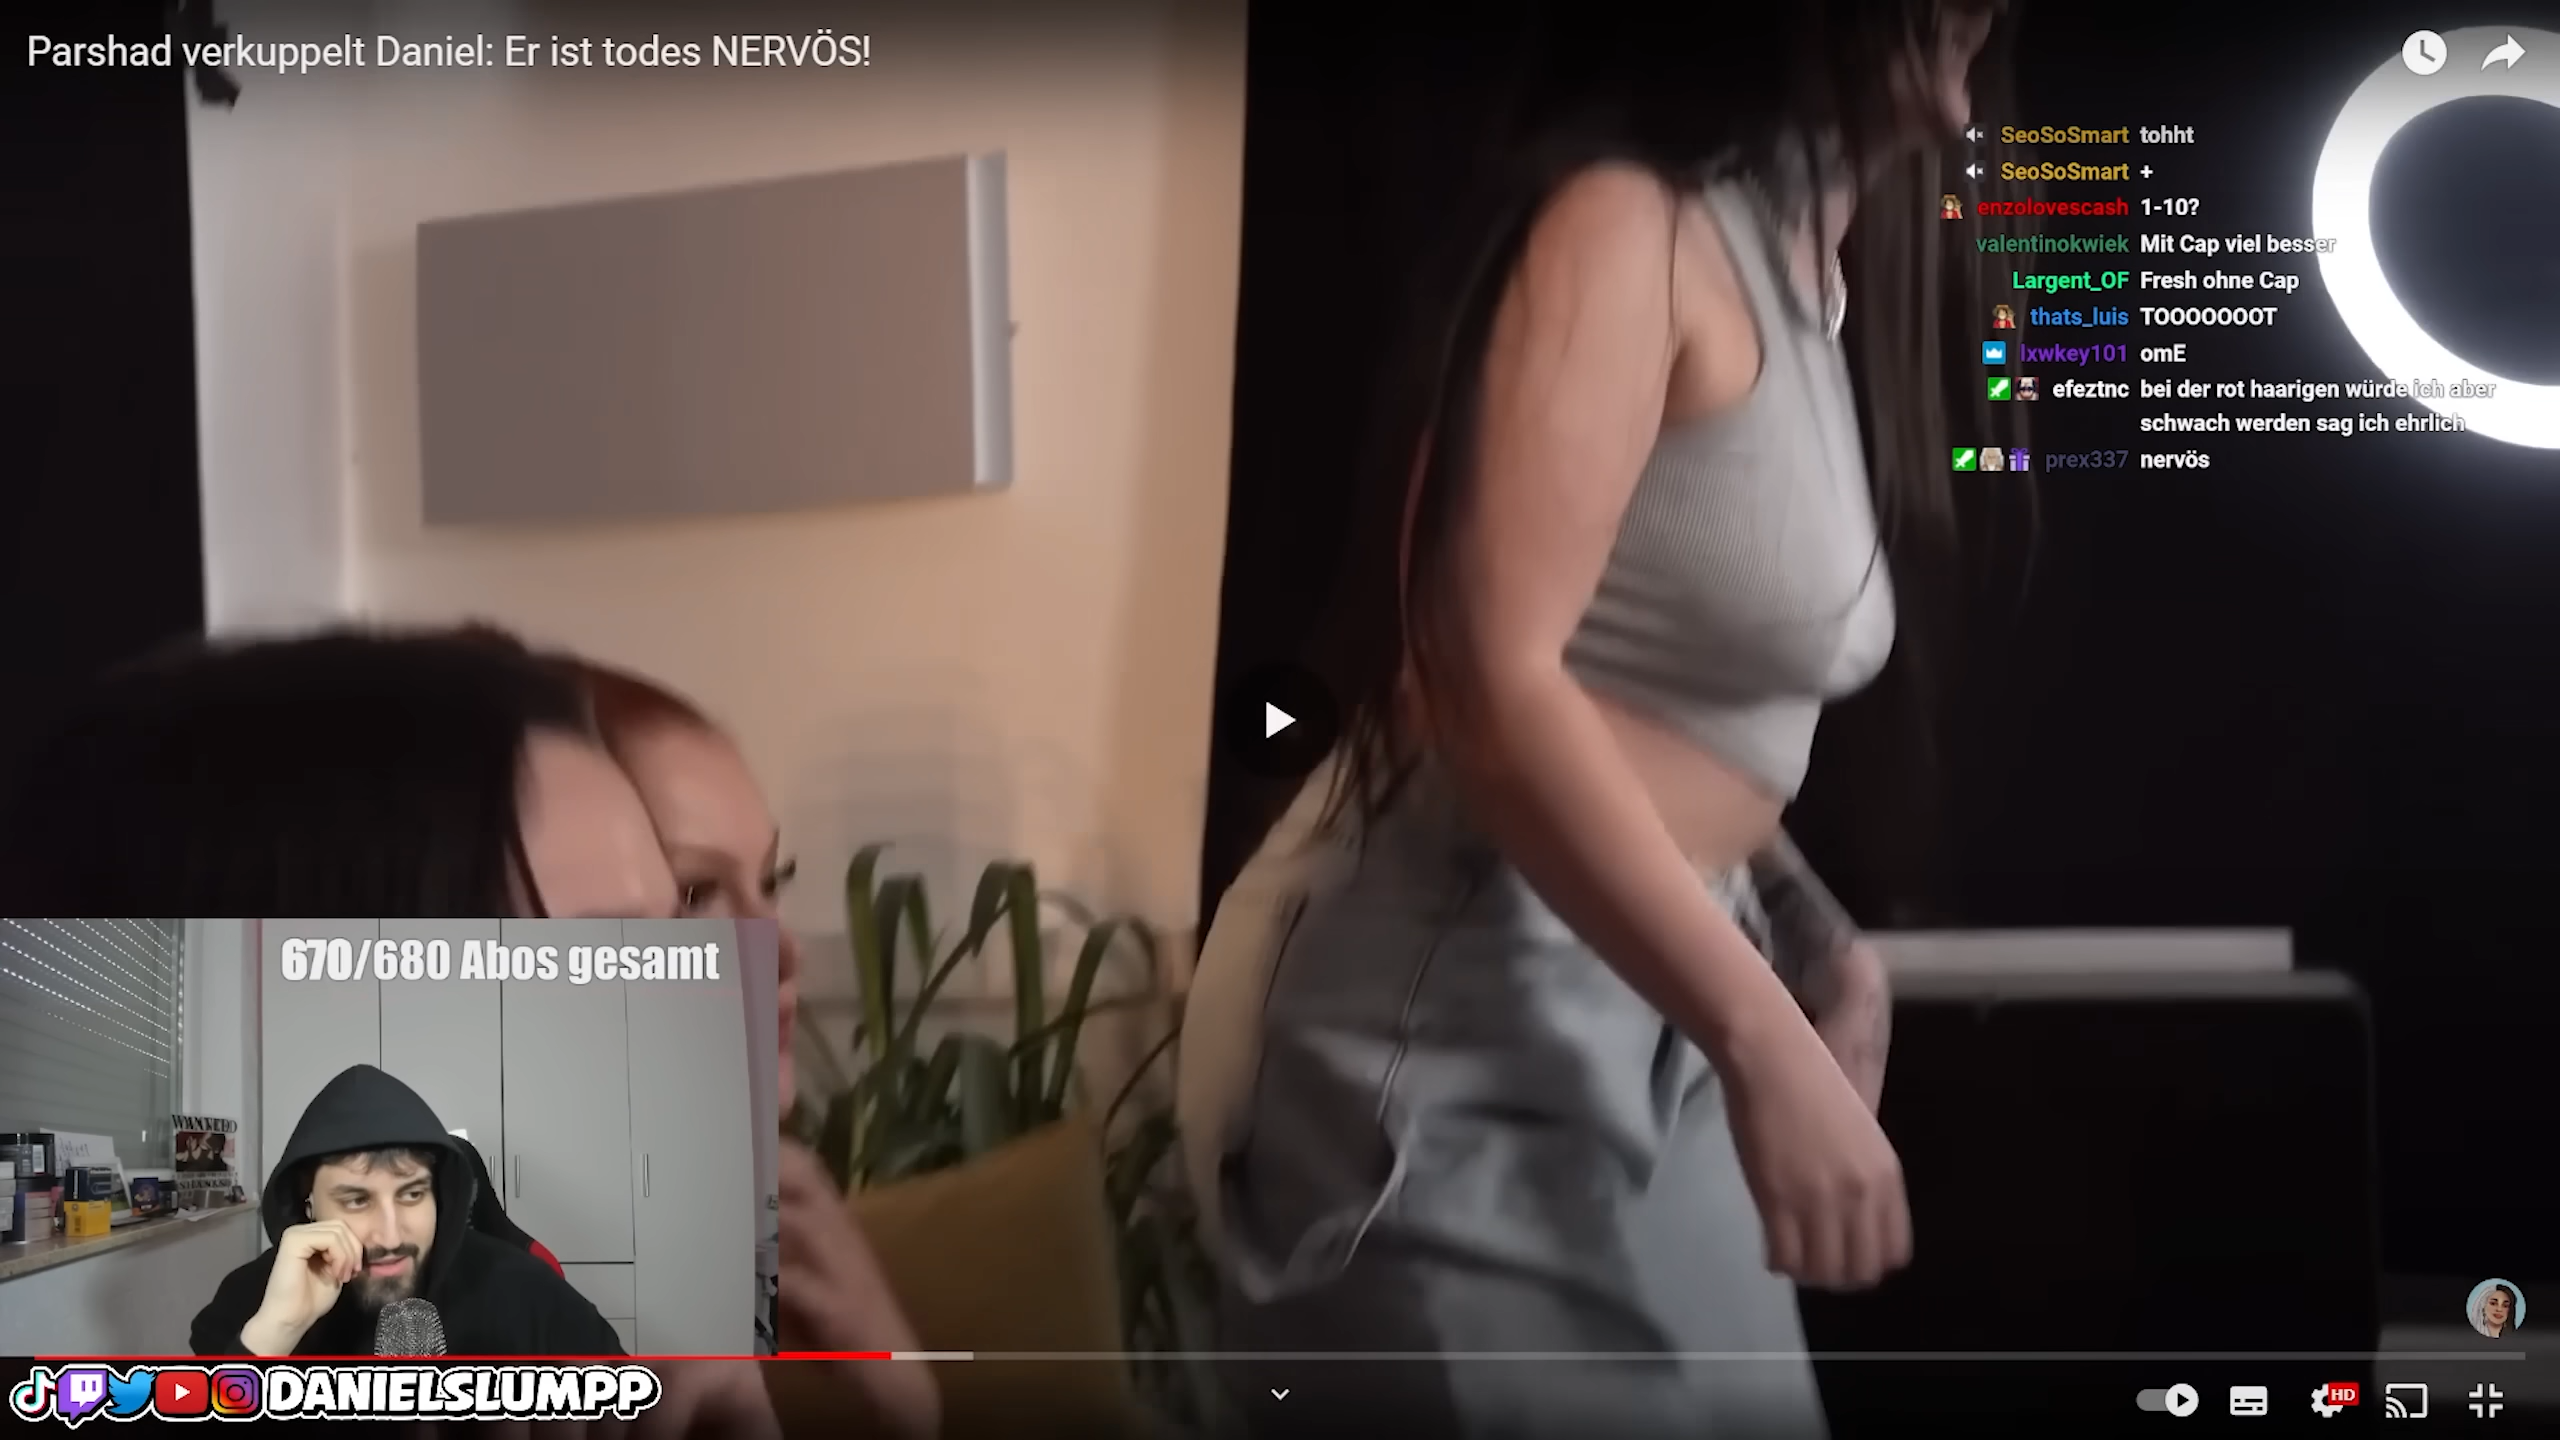 Parshad verkuppelt Daniel: Er ist todes NERVÖS!
SeoSoSmart tohht
SeoSoSmart +
enzolovescash 1-10?
valentinokwiek Mit Cap viel besser
Largent_OF Fresh ohne Cap
thats_luis TOOOOOOOT
lxwkey101 omE
efeztnc bei der rot haarigen würde ich aber
schwach werden sag ich ehrlich
prex337 nervös
670/680 Abos gesamt
WANTED
DANIELSLUMPP
HD